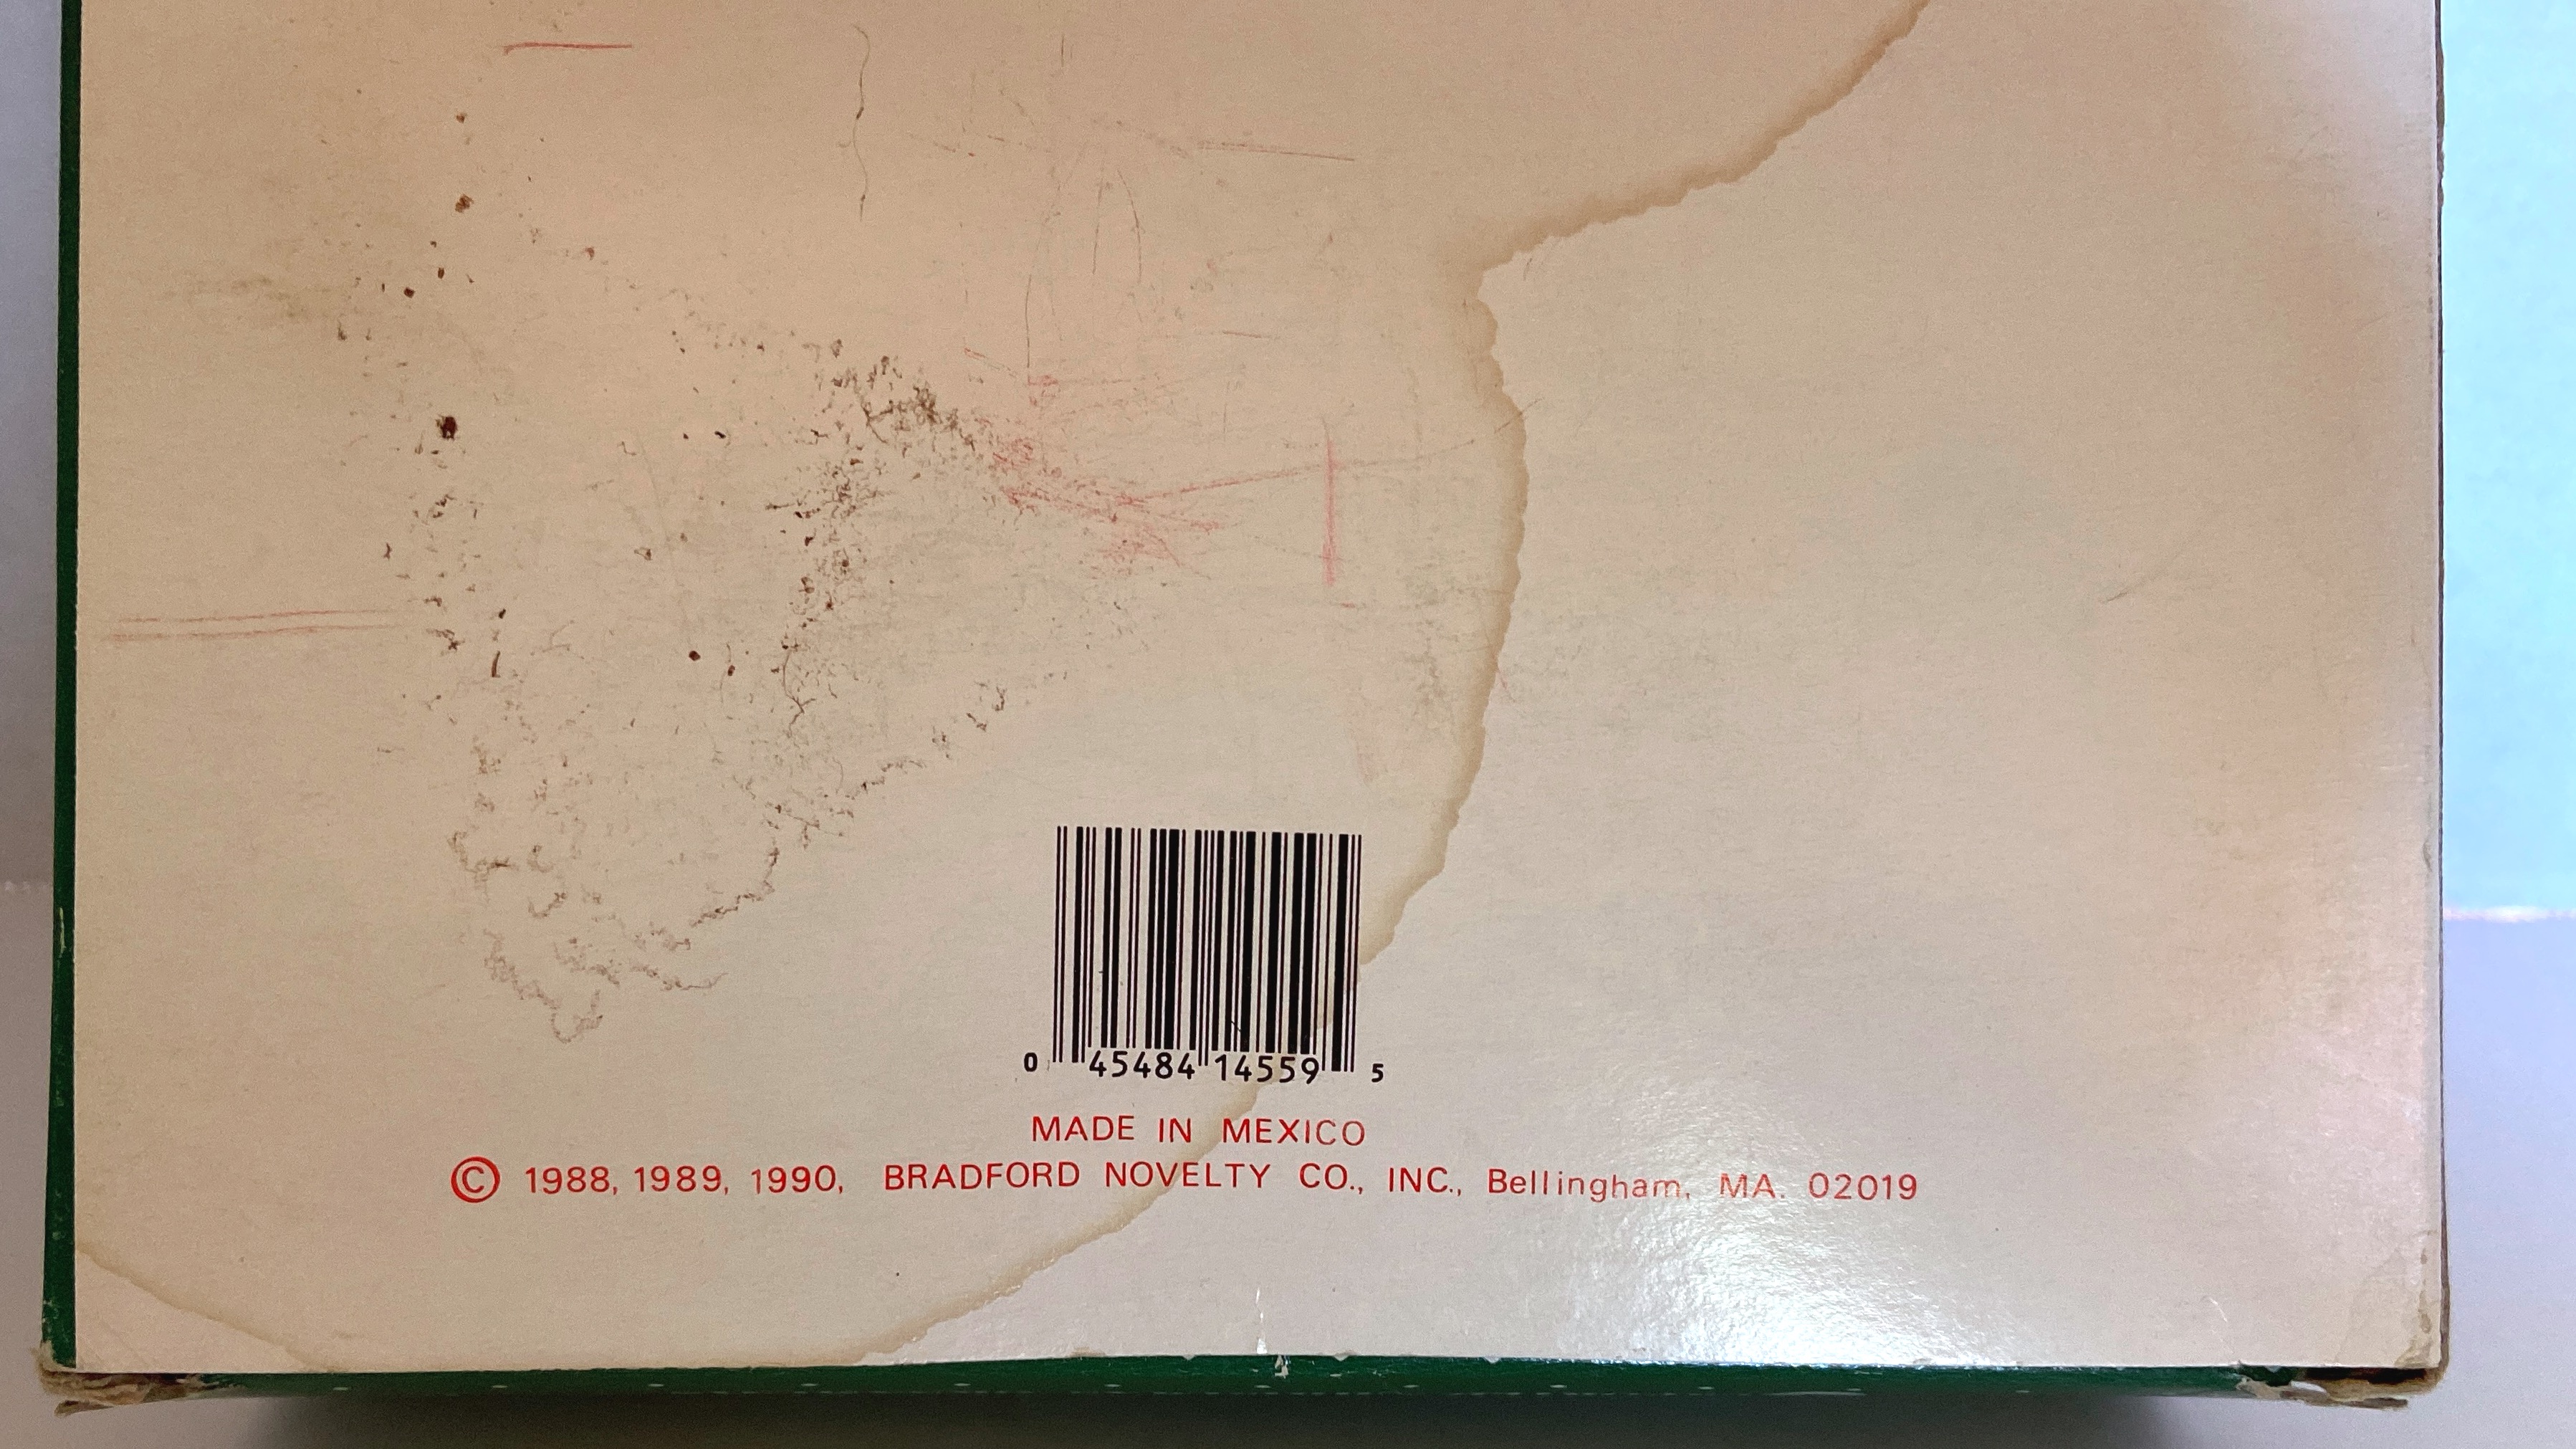 0 45484 14559 5
MADE IN MEXICO
© 1988, 1989, 1990, BRADFORD NOVELTY CO., INC., Bellingham, MA. 02019